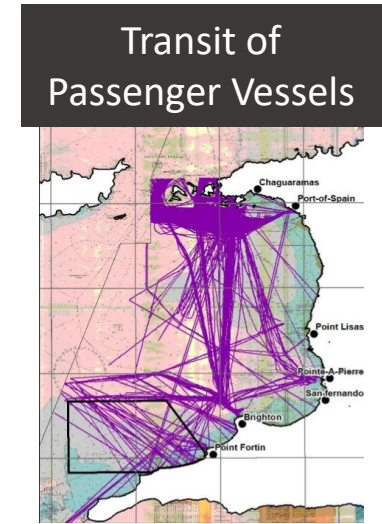 Transit of
Passenger Vessels
Chaguaramas
Port-of-Spain
Point Lisas
Pointe-A-Pierre
San-fernando
Brighton
Point Fortin